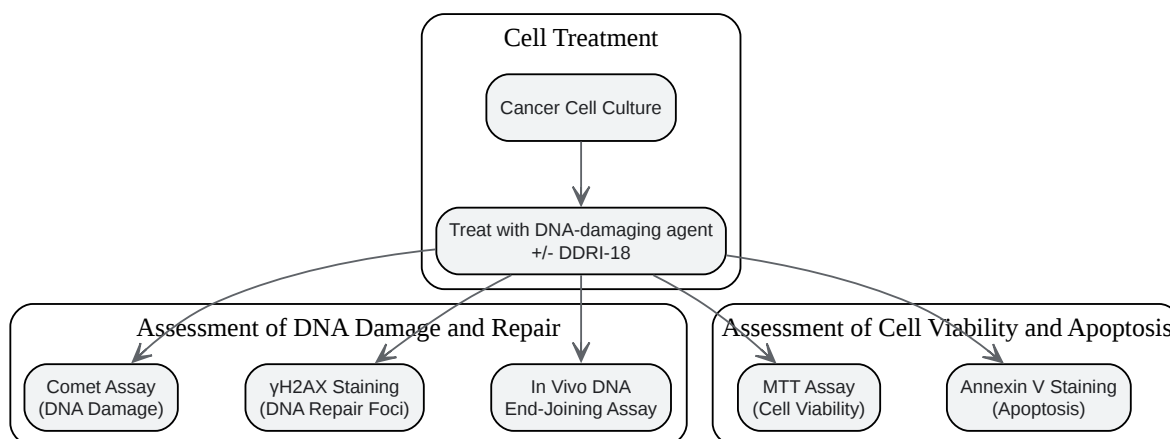 Cell Treatment
Cancer Cell Culture
Treat with DNA-damaging agent
+/- DDRI-18
Assessment of DNA Damage and Repair
Assessment of Cell Viability and Apoptosis
Comet Assay
(DNA Damage)
γH2AX Staining
(DNA Repair Foci)
In Vivo DNA
End-Joining Assay
MTT Assay
(Cell Viability)
Annexin V Staining
(Apoptosis)